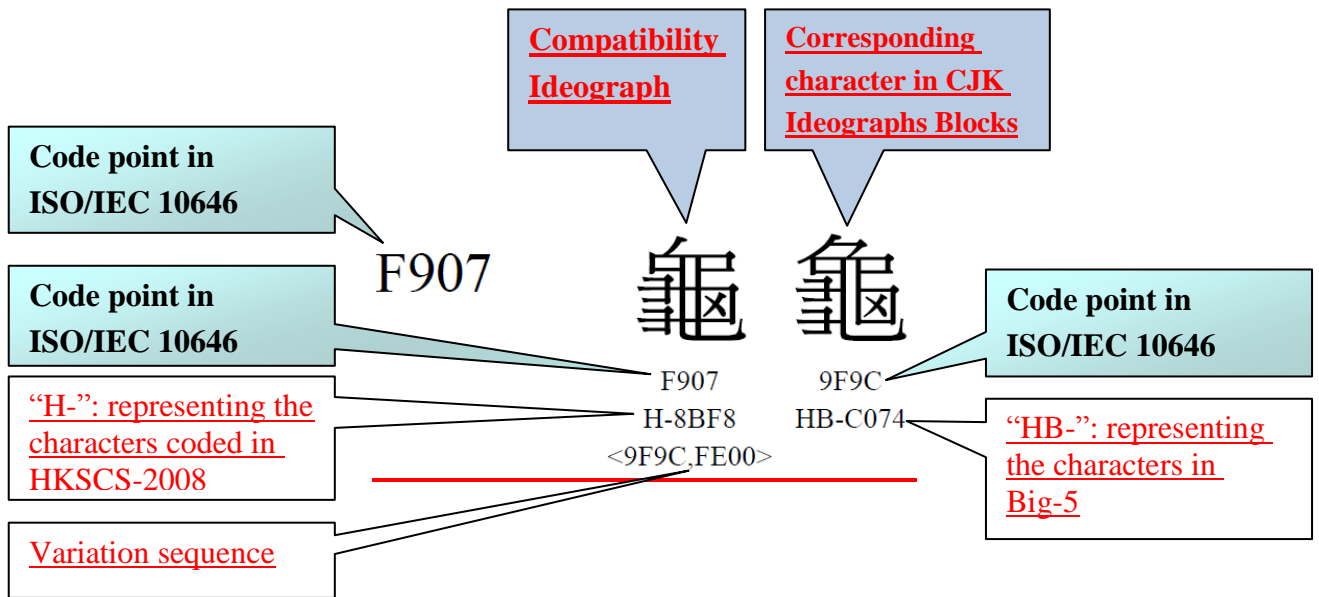 Compatibility
Ideograph
Corresponding
character in CJK
Ideographs Blocks
Code point in
ISO/IEC 10646
F907
龜 龜
Code point in
ISO/IEC 10646
Code point in
ISO/IEC 10646
F907 9F9C
H-8BF8 HB-C074
<9F9C,FE00>
“H-”: representing the
characters coded in
HKSCS-2008
“HB-”: representing
the characters in
Big-5
Variation sequence